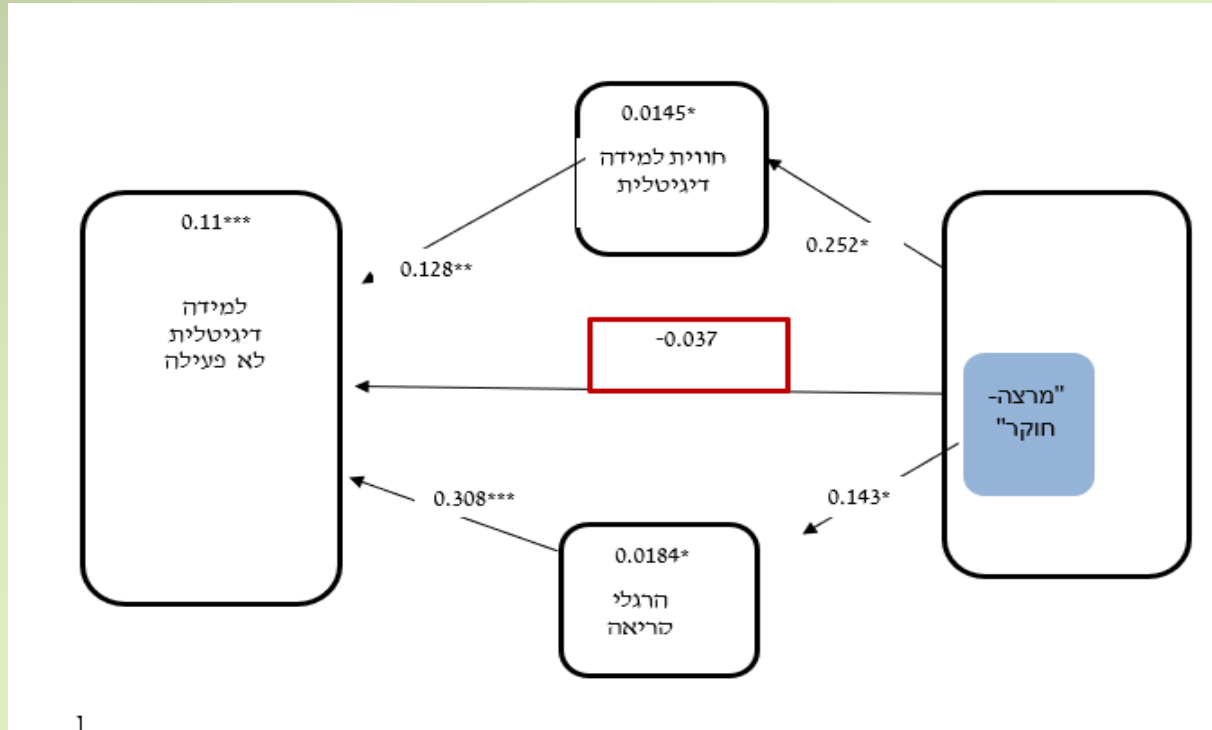 0.0145*
חווית למידה
דיגיטלית
0.11***
למידה
דיגיטלית
לא פעילה
0.252*
0.128**
-0.037
"מרצה-
חוקר"
0.308***
0.143*
0.0184*
הרגלי
קריאה
1